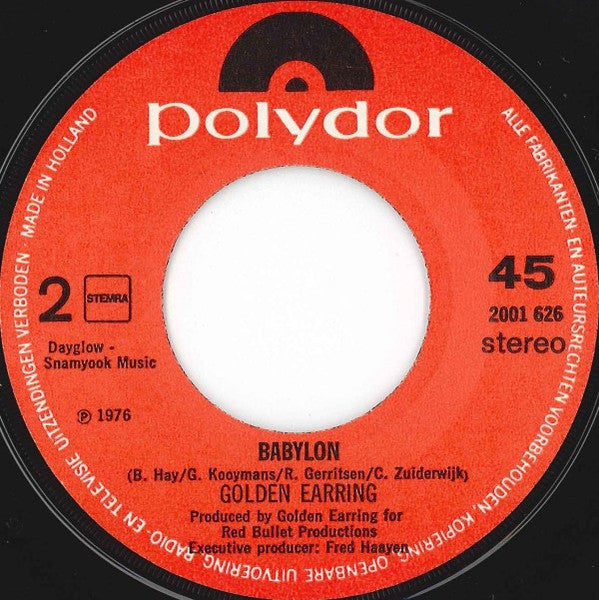 polydor
ALLE FABRIKANTEN- EN AUTEURSRECHTEN VOORBEHOUDEN, KOPIERING, OPENBARE UITVOERING RADIO- EN TELEVISIE UITZENDINGEN VERBODEN · MADE IN HOLLAND
2
STEMRA
45
2001 626
stereo
Dayglow -
Snamyook Music
℗ 1976
BABYLON
(B. Hay/G. Kooymans/R. Gerritsen/C. Zuiderwijk)
GOLDEN EARRING
Produced by Golden Earring for
Red Bullet Productions
Executive producer: Fred Haayen